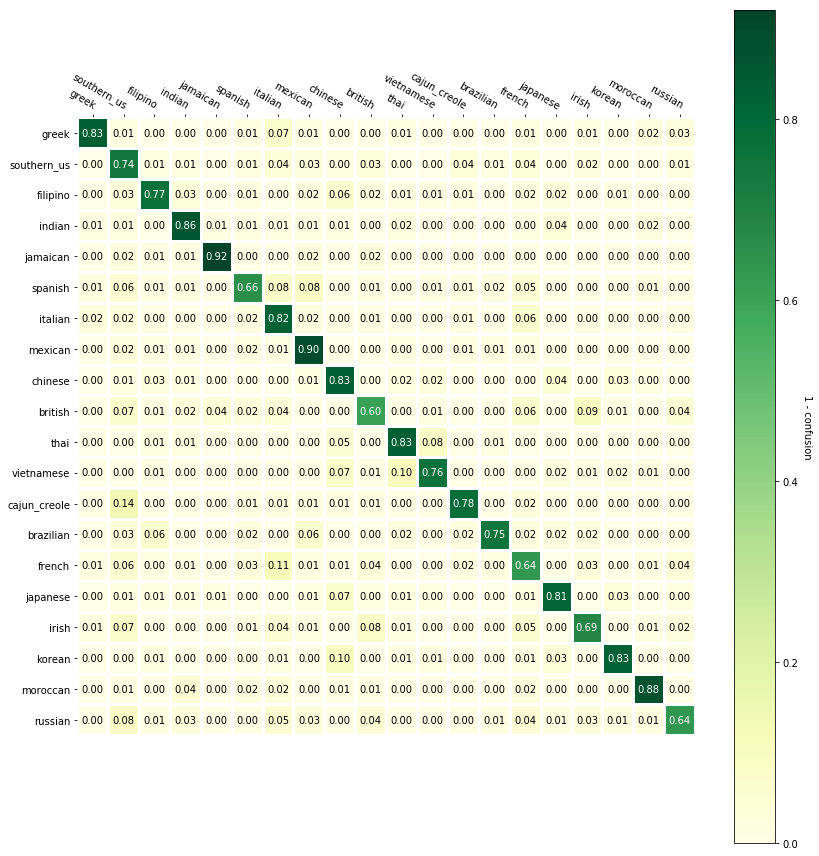 greek southern_us filipino indian jamaican spanish italian mexican chinese british thai vietnamese cajun_creole brazilian french japanese irish korean moroccan russian
greek 0.83 0.01 0.00 0.00 0.00 0.01 0.07 0.01 0.00 0.00 0.01 0.00 0.00 0.00 0.01 0.00 0.01 0.00 0.02 0.03
southern_us 0.00 0.74 0.01 0.01 0.00 0.01 0.04 0.03 0.00 0.03 0.00 0.00 0.04 0.01 0.04 0.00 0.02 0.00 0.00 0.01
filipino 0.00 0.03 0.77 0.03 0.00 0.01 0.00 0.02 0.06 0.02 0.01 0.01 0.01 0.00 0.02 0.02 0.00 0.01 0.00 0.00
indian 0.01 0.01 0.00 0.86 0.01 0.01 0.01 0.01 0.01 0.00 0.02 0.00 0.00 0.00 0.00 0.04 0.00 0.00 0.02 0.00
jamaican 0.00 0.02 0.01 0.01 0.92 0.00 0.00 0.02 0.00 0.02 0.00 0.00 0.00 0.00 0.00 0.00 0.00 0.00 0.00 0.00
spanish 0.01 0.06 0.01 0.01 0.00 0.66 0.08 0.08 0.00 0.01 0.00 0.01 0.01 0.02 0.05 0.00 0.00 0.00 0.01 0.00
italian 0.02 0.02 0.00 0.00 0.00 0.02 0.82 0.02 0.00 0.01 0.00 0.00 0.01 0.00 0.06 0.00 0.00 0.00 0.00 0.00
mexican 0.00 0.02 0.01 0.01 0.00 0.02 0.01 0.90 0.00 0.00 0.00 0.00 0.01 0.01 0.01 0.00 0.00 0.00 0.00 0.00
chinese 0.00 0.01 0.03 0.01 0.00 0.00 0.00 0.01 0.83 0.00 0.02 0.02 0.00 0.00 0.00 0.04 0.00 0.03 0.00 0.00
british 0.00 0.07 0.01 0.02 0.04 0.02 0.04 0.00 0.00 0.60 0.00 0.01 0.00 0.00 0.06 0.00 0.09 0.01 0.00 0.04
thai 0.00 0.00 0.01 0.01 0.00 0.00 0.00 0.00 0.05 0.00 0.83 0.08 0.00 0.01 0.00 0.00 0.00 0.00 0.00 0.00
vietnamese 0.00 0.00 0.01 0.00 0.00 0.00 0.00 0.00 0.07 0.01 0.10 0.76 0.00 0.00 0.00 0.02 0.01 0.02 0.01 0.00
cajun_creole 0.00 0.14 0.00 0.00 0.00 0.01 0.01 0.01 0.01 0.01 0.00 0.00 0.78 0.00 0.02 0.00 0.00 0.00 0.00 0.00
brazilian 0.00 0.03 0.06 0.00 0.00 0.02 0.00 0.06 0.00 0.00 0.02 0.00 0.02 0.75 0.02 0.02 0.02 0.00 0.00 0.00
french 0.01 0.06 0.00 0.01 0.00 0.03 0.11 0.01 0.01 0.04 0.00 0.00 0.02 0.00 0.64 0.00 0.03 0.00 0.01 0.04
japanese 0.00 0.01 0.01 0.01 0.01 0.00 0.01 0.00 0.07 0.00 0.01 0.00 0.00 0.00 0.01 0.81 0.00 0.03 0.00 0.00
irish 0.01 0.07 0.00 0.00 0.00 0.01 0.04 0.01 0.00 0.08 0.00 0.01 0.00 0.00 0.05 0.00 0.69 0.00 0.01 0.02
korean 0.00 0.00 0.01 0.00 0.00 0.00 0.01 0.00 0.10 0.00 0.01 0.01 0.00 0.00 0.01 0.03 0.00 0.83 0.00 0.00
moroccan 0.00 0.01 0.00 0.04 0.00 0.02 0.02 0.00 0.01 0.01 0.00 0.00 0.00 0.00 0.02 0.00 0.00 0.00 0.88 0.00
russian 0.00 0.08 0.01 0.03 0.00 0.00 0.05 0.03 0.00 0.04 0.00 0.00 0.00 0.01 0.04 0.01 0.03 0.01 0.01 0.64
0.8
0.6
0.4
0.2
0.0
1 - confusion